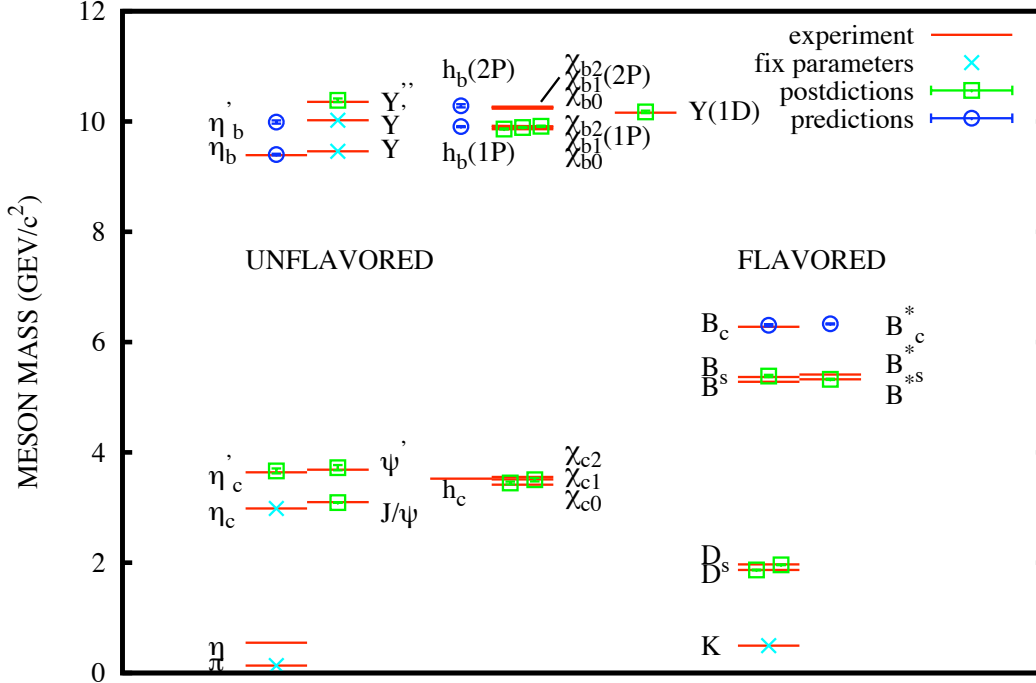 MESON MASS (GEV/c²)
12
10
8
6
4
2
0
experiment
fix parameters
postdictions
predictions
h_b(2P)
χ_b2
χ_b1(2P)
χ_b0
Υ''
Υ'
Υ
η'_b
η_b
h_b(1P)
χ_b2
χ_b1(1P)
χ_b0
Υ(1D)
UNFLAVORED
FLAVORED
B_c
B*_c
B_s
B
B*_s
B*
η'_c
ψ'
η_c
J/ψ
h_c
χ_c2
χ_c1
χ_c0
D_s
D
η
π
K